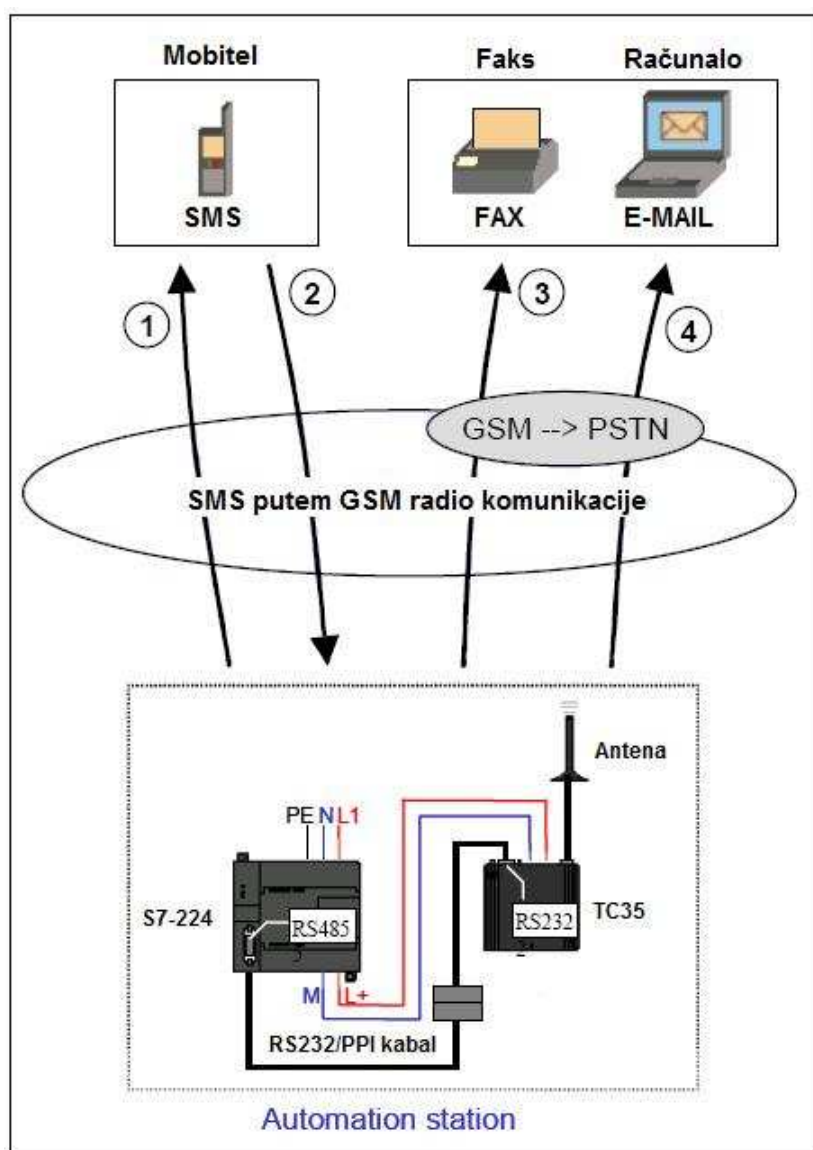 Mobitel
Faks
Računalo
SMS
FAX
E-MAIL
1
2
3
4
GSM --> PSTN
SMS putem GSM radio komunikacije
Antena
PE N L1
S7-224
RS485
RS232
TC35
M L+
RS232/PPI kabal
Automation station